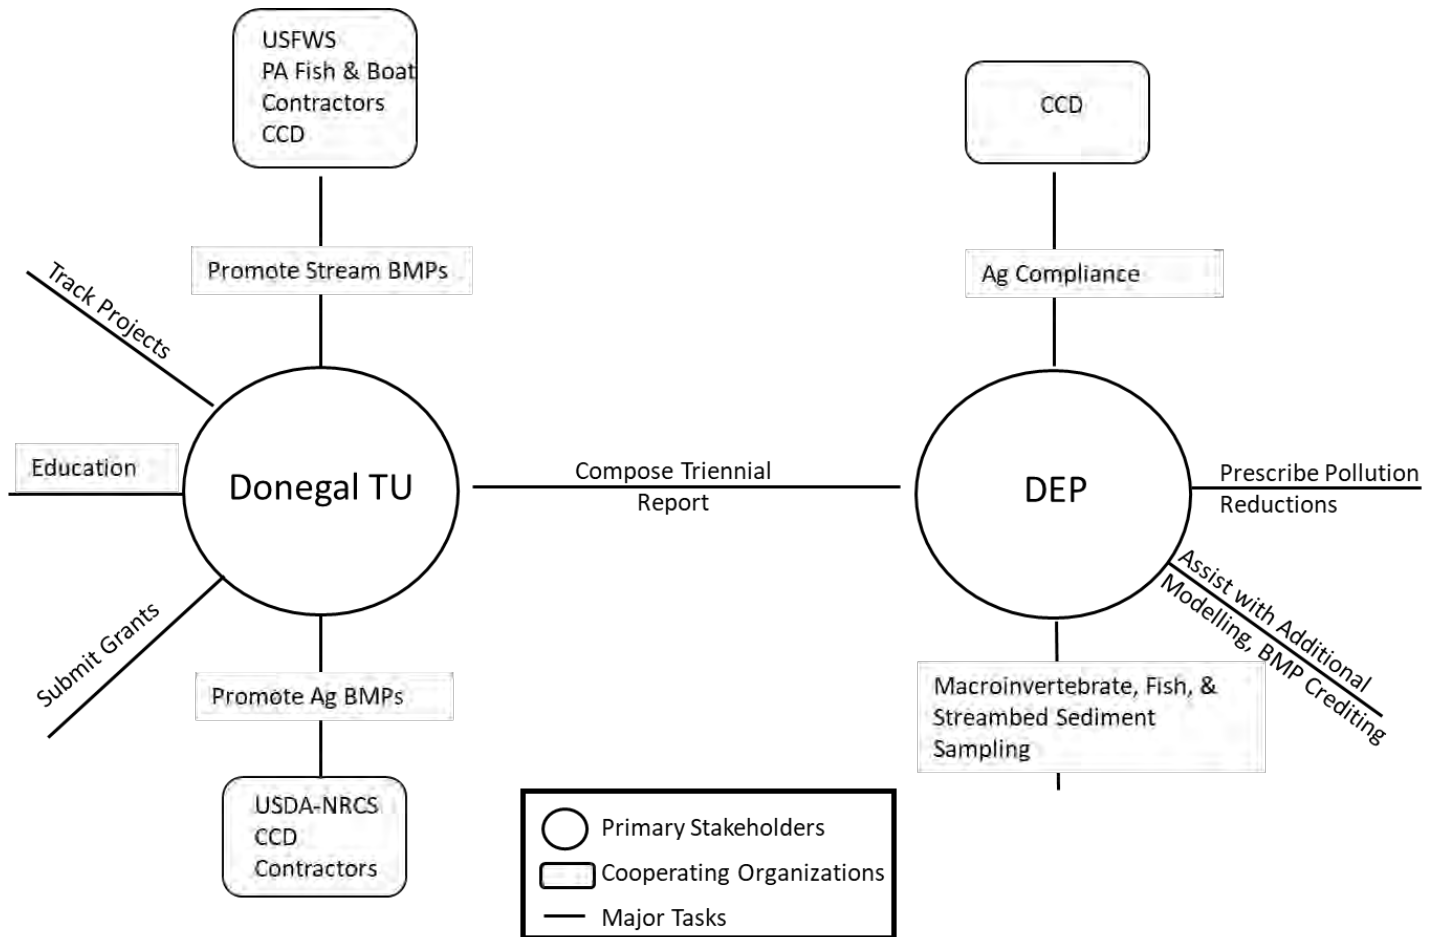 USFWS
PA Fish & Boat
Contractors
CCD
CCD
Promote Stream BMPs
Ag Compliance
Track Projects
Education
Donegal TU
Compose Triennial
Report
DEP
Prescribe Pollution
Reductions
Assist with Additional
Modelling, BMP Crediting
Submit Grants
Promote Ag BMPs
Macroinvertebrate, Fish, &
Streambed Sediment
Sampling
USDA-NRCS
CCD
Contractors
Primary Stakeholders
Cooperating Organizations
Major Tasks